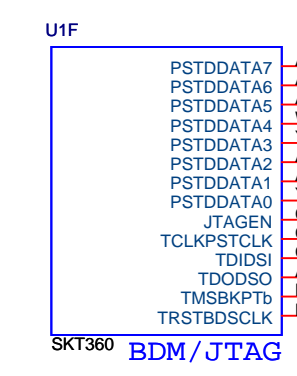 U1F
PSTDDATA7
PSTDDATA6
PSTDDATA5
PSTDDATA4
PSTDDATA3
PSTDDATA2
PSTDDATA1
PSTDDATA0
JTAGEN
TCLKPSTCLK
TDIDSI
TDODSO
TMSBKPTb
TRSTBDSCLK
SKT360
BDM/JTAG